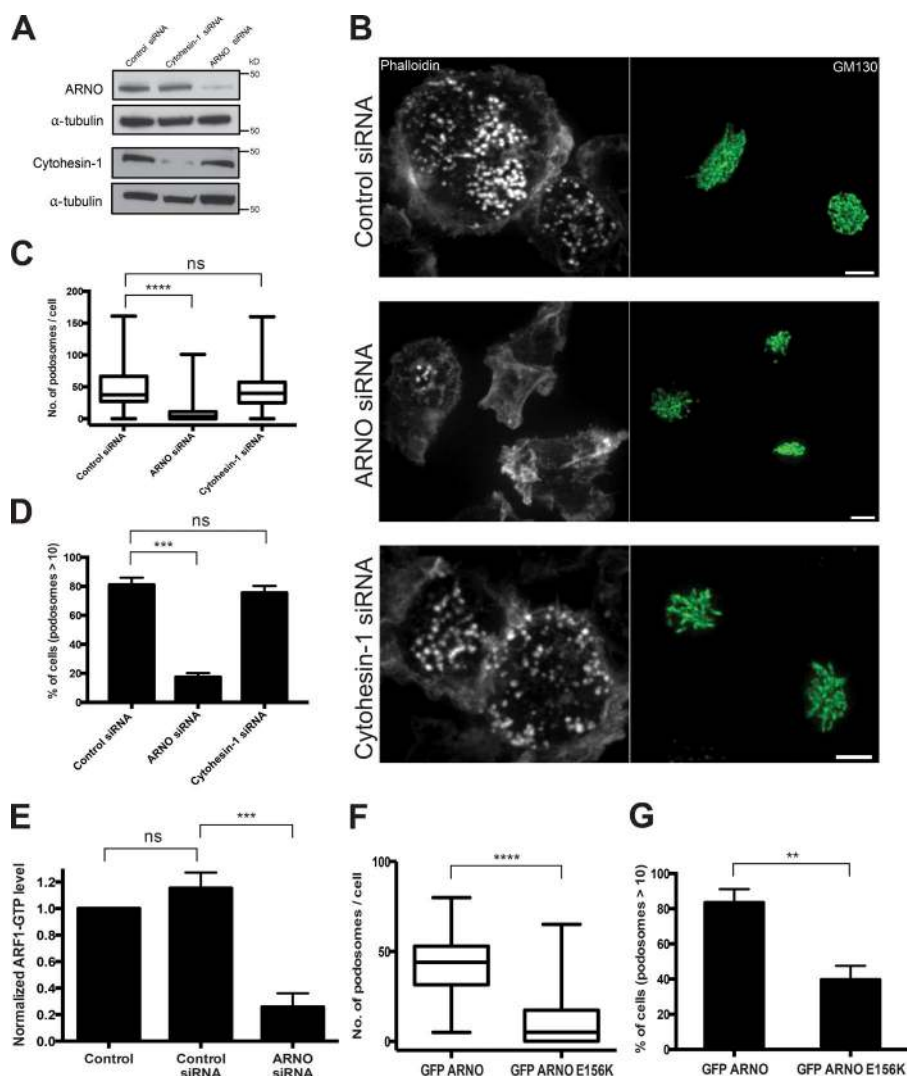 A
Control siRNA
Cytohesin-1 siRNA
ARNO siRNA
kD
ARNO
50
α-tubulin
50
Cytohesin-1
α-tubulin
50
B
Phalloidin
GM130
Control siRNA
ARNO siRNA
Cytohesin-1 siRNA
C
ns
****
No. of podosomes / cell
200
150
100
50
0
Control siRNA
ARNO siRNA
Cytohesin-1 siRNA
D
ns
***
% of cells (podosomes > 10)
100
80
60
40
20
0
Control siRNA
ARNO siRNA
Cytohesin-1 siRNA
E
ns
***
Normalized ARF1-GTP level
1.2
1.0
0.8
0.6
0.4
0.2
0.0
Control
Control siRNA
ARNO siRNA
F
****
No. of podosomes / cell
100
50
0
GFP ARNO
GFP ARNO E156K
G
**
% of cells (podosomes > 10)
100
80
60
40
20
0
GFP ARNO
GFP ARNO E156K